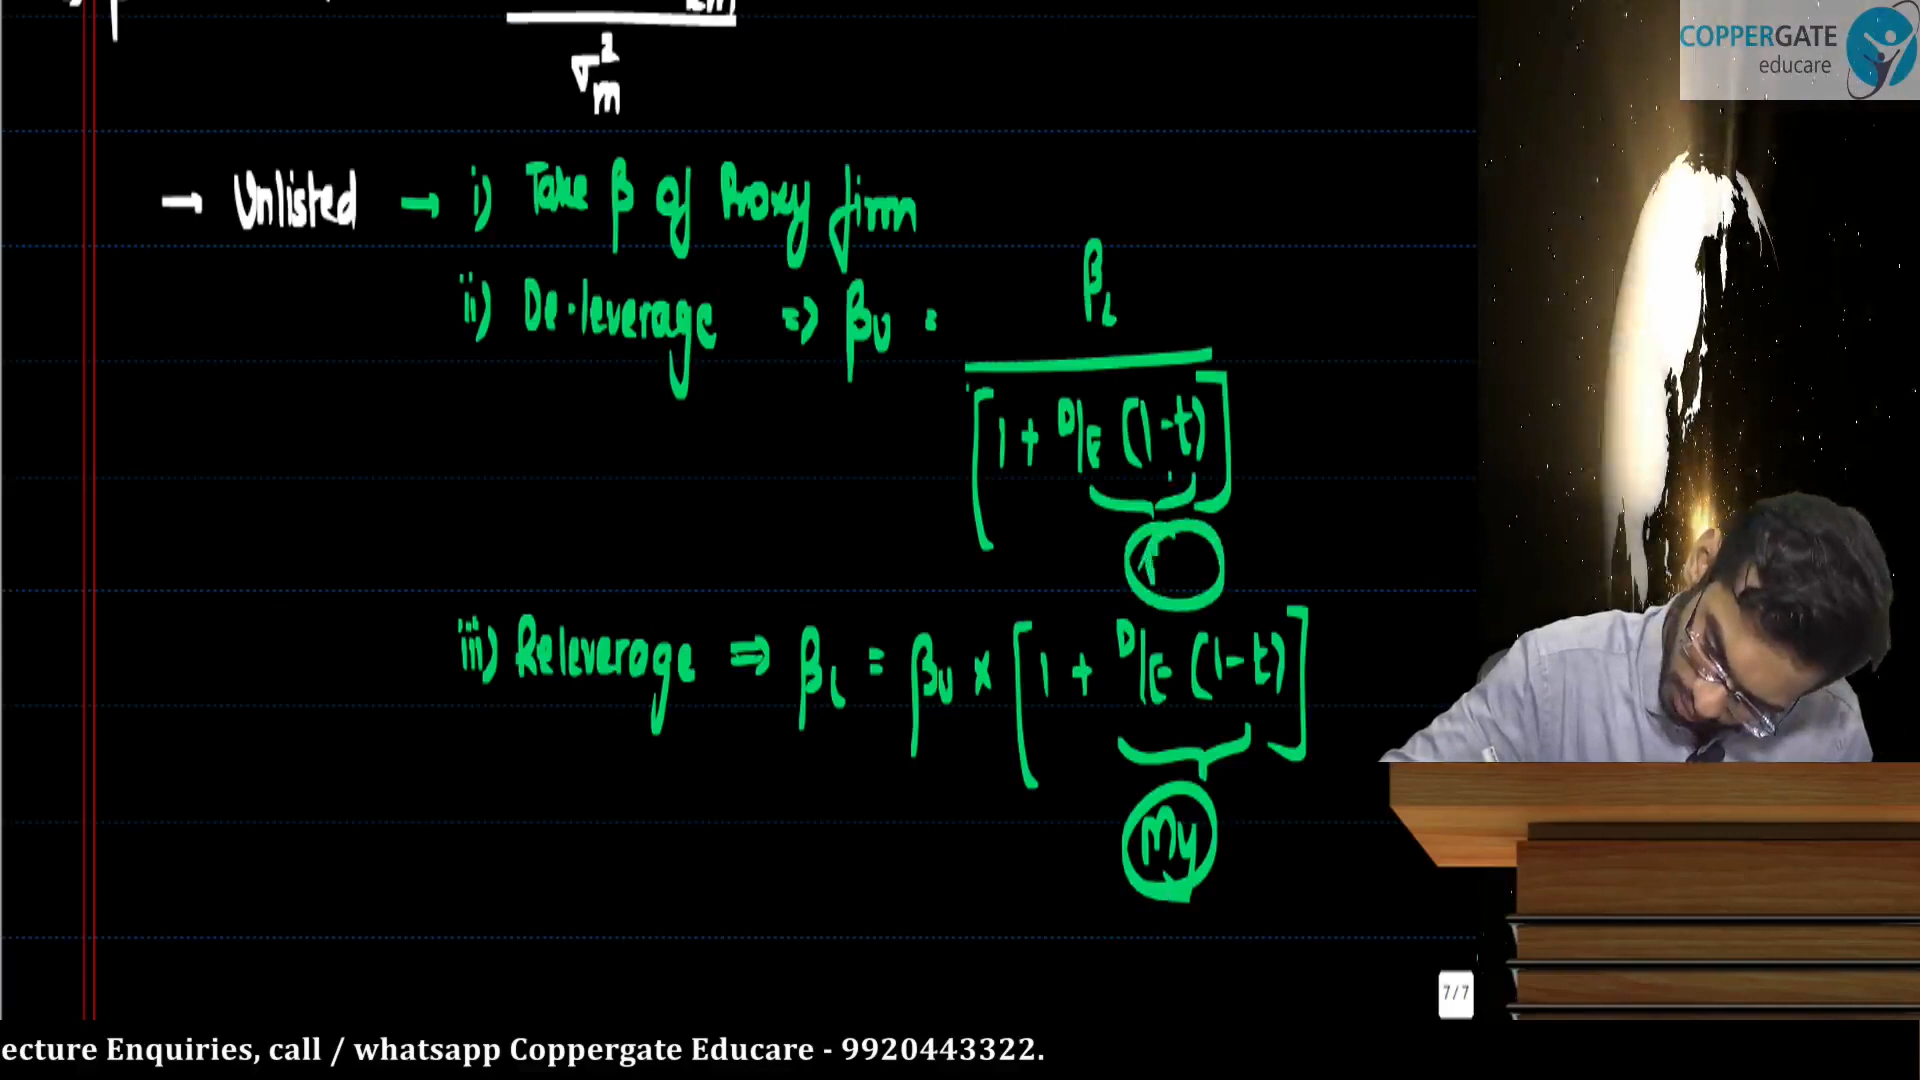 σ²m
COPPERGATE
educare
→ Unlisted → i) Take β of Proxy firm
ii) De-leverage => βU = βL / [1 + D/E (1-t)]
iii) Releverage => βL = βU × [1 + D/E (1-t)]
My
7/7
ecture Enquiries, call / whatsapp Coppergate Educare - 9920443322.